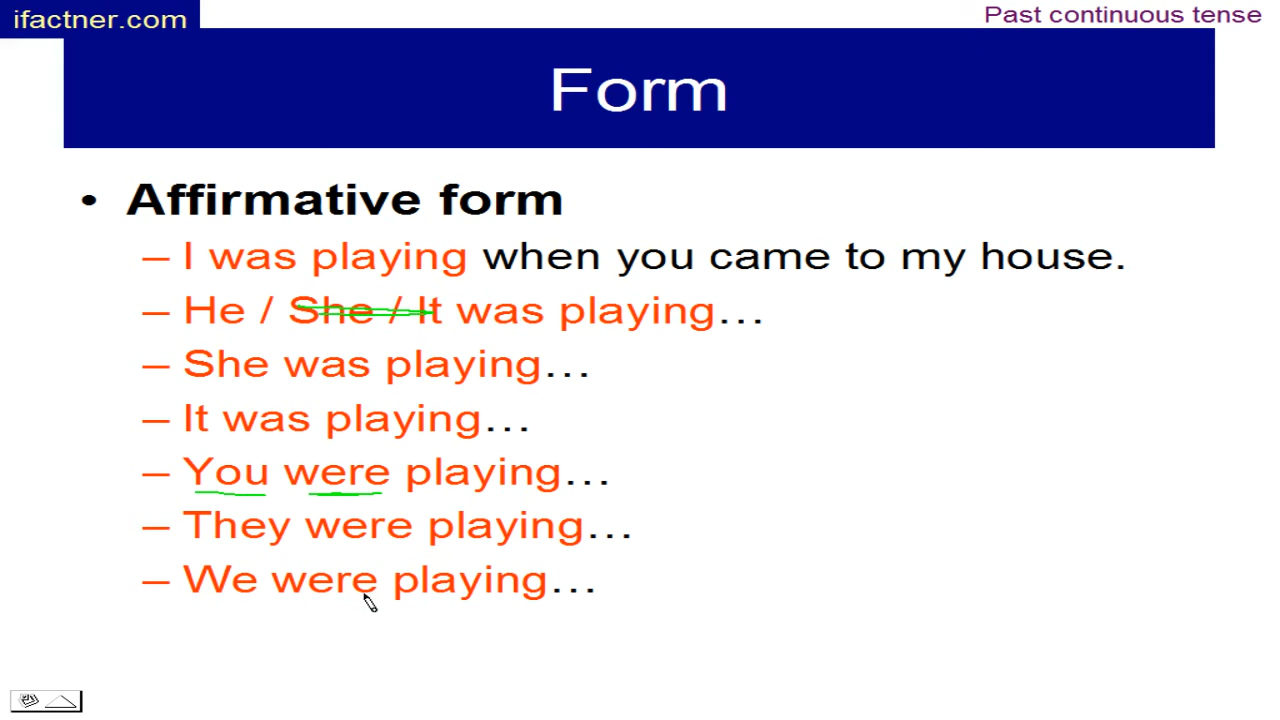 ifactner.com
Past continuous tense
Form
• Affirmative form
– I was playing when you came to my house.
– He / She / It was playing…
– She was playing…
– It was playing…
– You were playing…
– They were playing…
– We were playing…